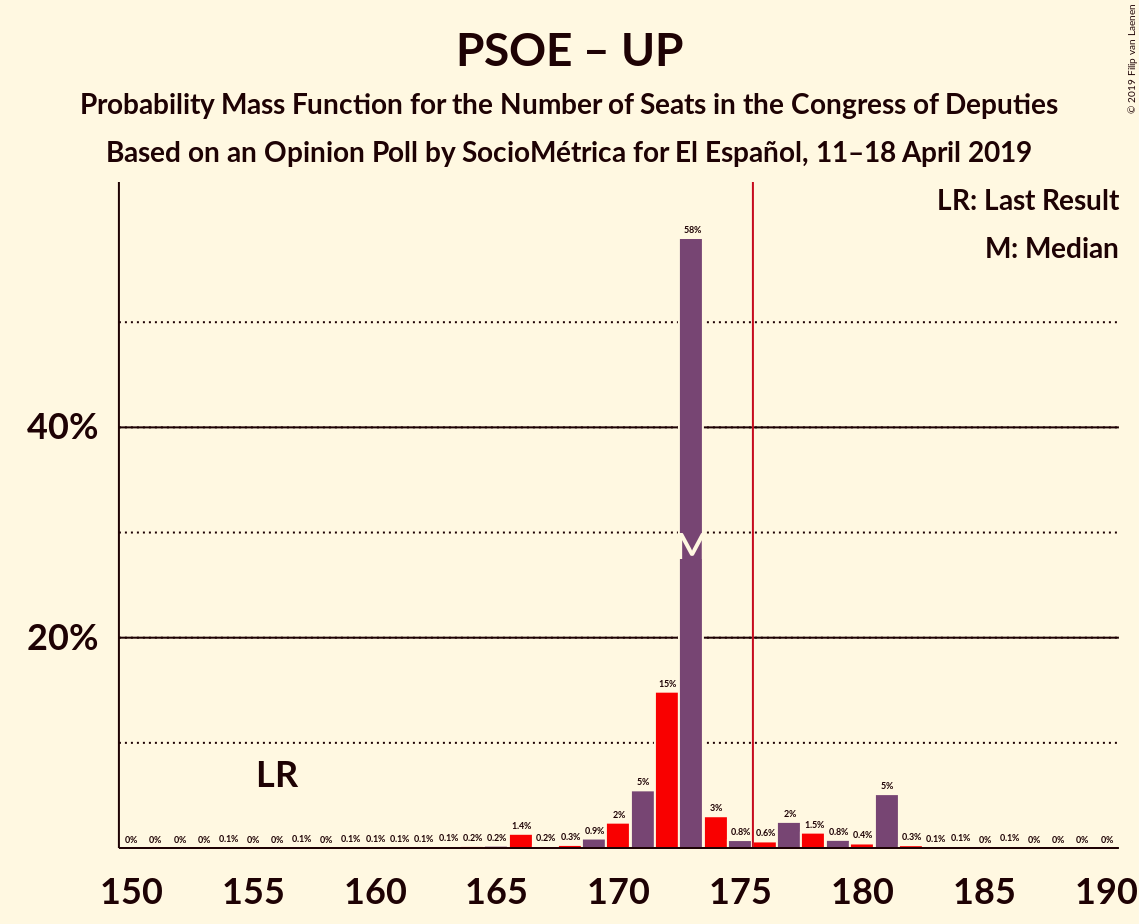 PSOE – UP
Probability Mass Function for the Number of Seats in the Congress of Deputies
Based on an Opinion Poll by SocioMétrica for El Español, 11–18 April 2019
© 2019 Filip van Laenen
LR: Last Result
M: Median
58%
40%
M
20%
15%
LR
0% 0% 0% 0% 0.1% 0% 0% 0.1% 0% 0.1% 0.1% 0.1% 0.1% 0.1% 0.2% 0.2% 1.4% 0.2% 0.3% 0.9% 2% 5% 3% 0.8% 0.6% 2% 1.5% 0.8% 0.4% 5% 0.3% 0.1% 0.1% 0% 0.1% 0% 0% 0% 0%
150 155 160 165 170 175 180 185 190